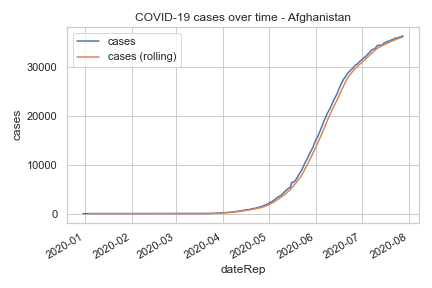 COVID-19 cases over time - Afghanistan
cases
cases (rolling)
30000
20000
10000
0
cases
2020-01
2020-02
2020-03
2020-04
2020-05
2020-06
2020-07
2020-08
dateRep